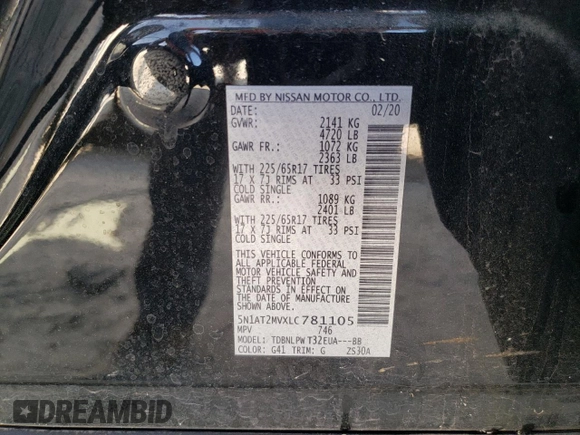 MFD BY NISSAN MOTOR CO., LTD.
DATE: 02/20
GVWR: 2141 KG
4720 LB
GAWR FR.: 1072 KG
2363 LB
WITH 225/65R17 TIRES
17 X 7J RIMS AT 33 PSI
COLD SINGLE
GAWR RR.: 1089 KG
2401 LB
WITH 225/65R17 TIRES
17 X 7J RIMS AT 33 PSI
COLD SINGLE
THIS VEHICLE CONFORMS TO
ALL APPLICABLE FEDERAL
MOTOR VEHICLE SAFETY AND
THEFT PREVENTION
STANDARDS IN EFFECT ON
THE DATE OF MANUFACTURE
SHOWN ABOVE.
5N1AT2MVXLC781105
MPV 746
MODEL: TDBNLPW T32EUA---BB
COLOR: G41 TRIM: G ZS30A
DREAMBID